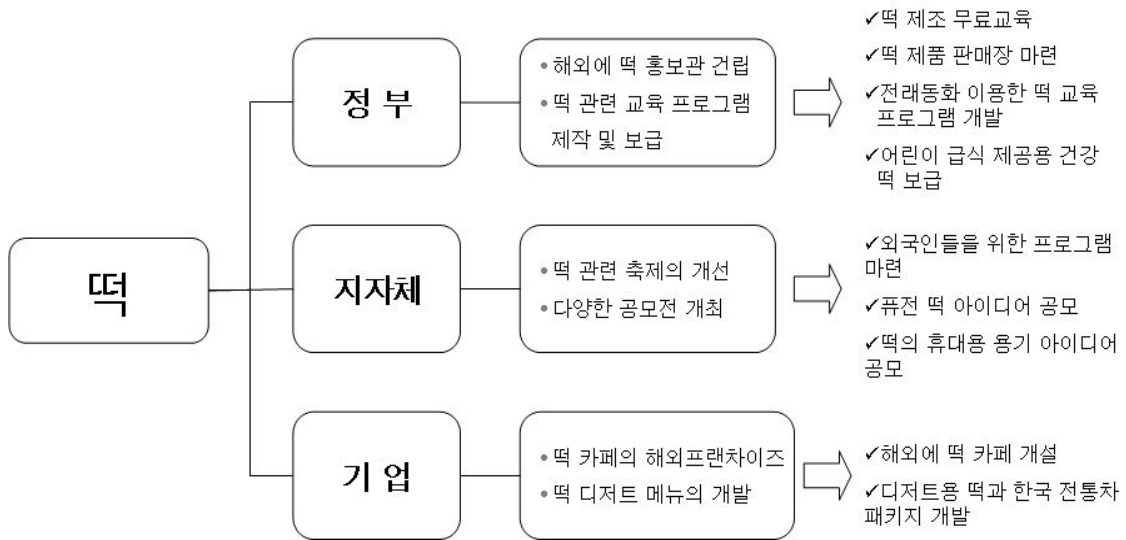 떡
정 부
• 해외에 떡 홍보관 건립
• 떡 관련 교육 프로그램
제작 및 보급
✓떡 제조 무료교육
✓떡 제품 판매장 마련
✓전래동화 이용한 떡 교육
프로그램 개발
✓어린이 급식 제공용 건강
떡 보급
지자체
• 떡 관련 축제의 개선
• 다양한 공모전 개최
✓외국인들을 위한 프로그램
마련
✓퓨전 떡 아이디어 공모
✓떡의 휴대용 용기 아이디어
공모
기 업
• 떡 카페의 해외프랜차이즈
• 떡 디저트 메뉴의 개발
✓해외에 떡 카페 개설
✓디저트용 떡과 한국 전통차
패키지 개발